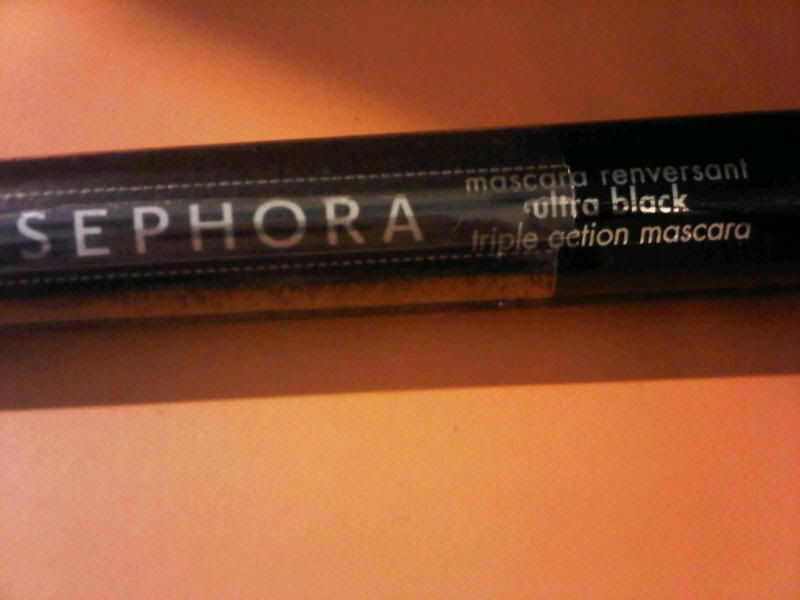 SEPHORA
mascara renversant
ultra black
triple action mascara